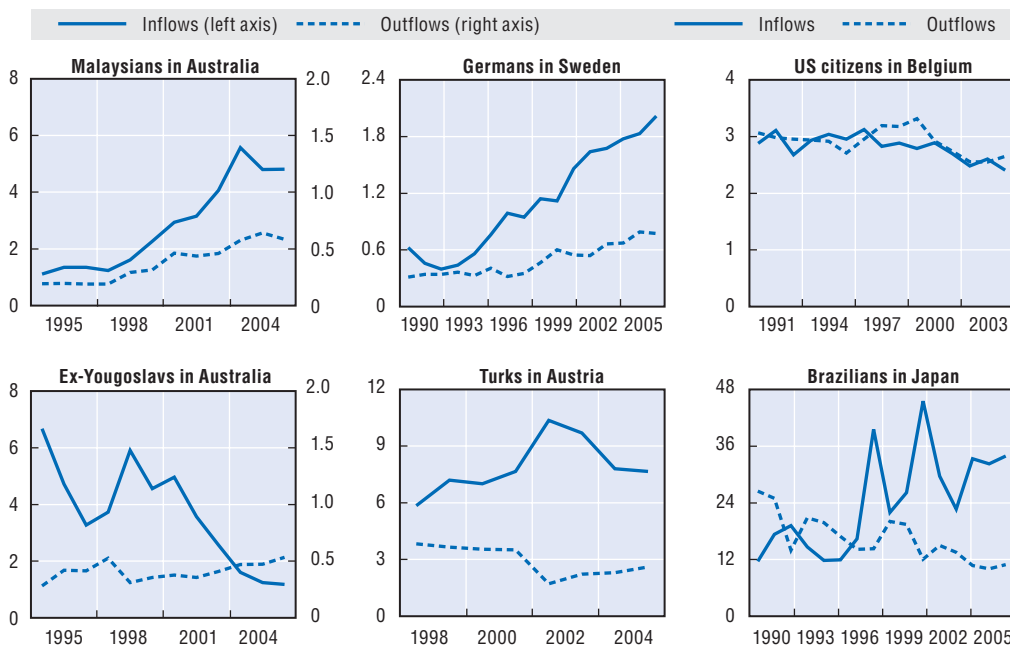 Inflows (left axis) Outflows (right axis) Inflows Outflows
Malaysians in Australia
8 2.0
6 1.5
4 1.0
2 0.5
0 0
1995 1998 2001 2004
Germans in Sweden
2.4
1.8
1.2
0.6
0
1990 1993 1996 1999 2002 2005
US citizens in Belgium
4
3
2
1
0
1991 1994 1997 2000 2003
Ex-Yougoslavs in Australia
8 2.0
6 1.5
4 1.0
2 0.5
0 0
1995 1998 2001 2004
Turks in Austria
12
9
6
3
0
1998 2000 2002 2004
Brazilians in Japan
48
36
24
12
0
1990 1993 1996 1999 2002 2005